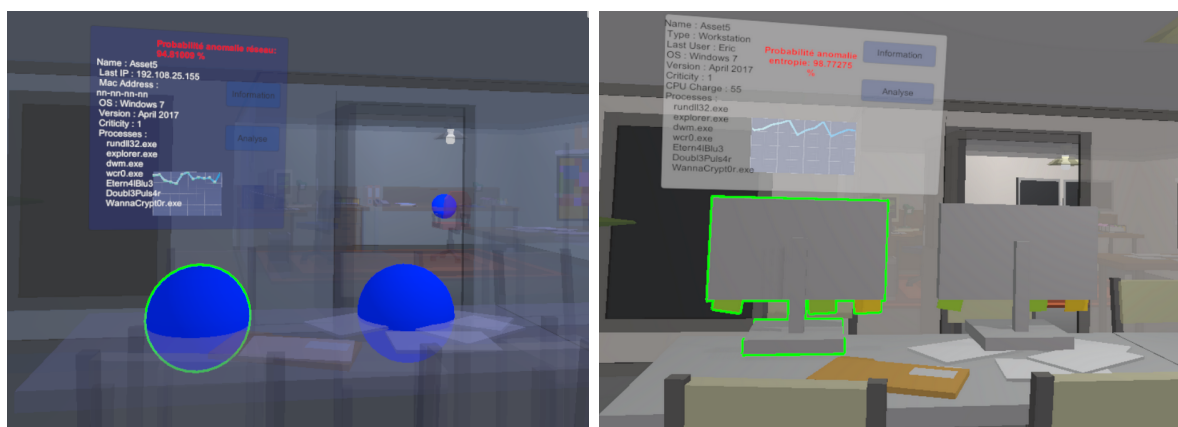 Probabilité anomalie réseau:
94.81006 %
Name : Asset5
Last IP : 192.108.25.155
Mac Address :
nn-nn-nn-nn
OS : Windows 7
Version : April 2017
Criticity : 1
Processes :
rundll32.exe
explorer.exe
dwm.exe
wcr0.exe
Etern4lBlu3
Doubl3Puls4r
WannaCrypt0r.exe
Information
Analyse
Name : Asset5
Type : Workstation
Last User : Eric
OS : Windows 7
Version : April 2017
Criticity : 1
CPU Charge : 55
Processes :
rundll32.exe
explorer.exe
dwm.exe
wcr0.exe
Etern4lBlu3
Doubl3Puls4r
WannaCrypt0r.exe
Probabilité anomalie
entropie: 98.77275
%
Information
Analyse